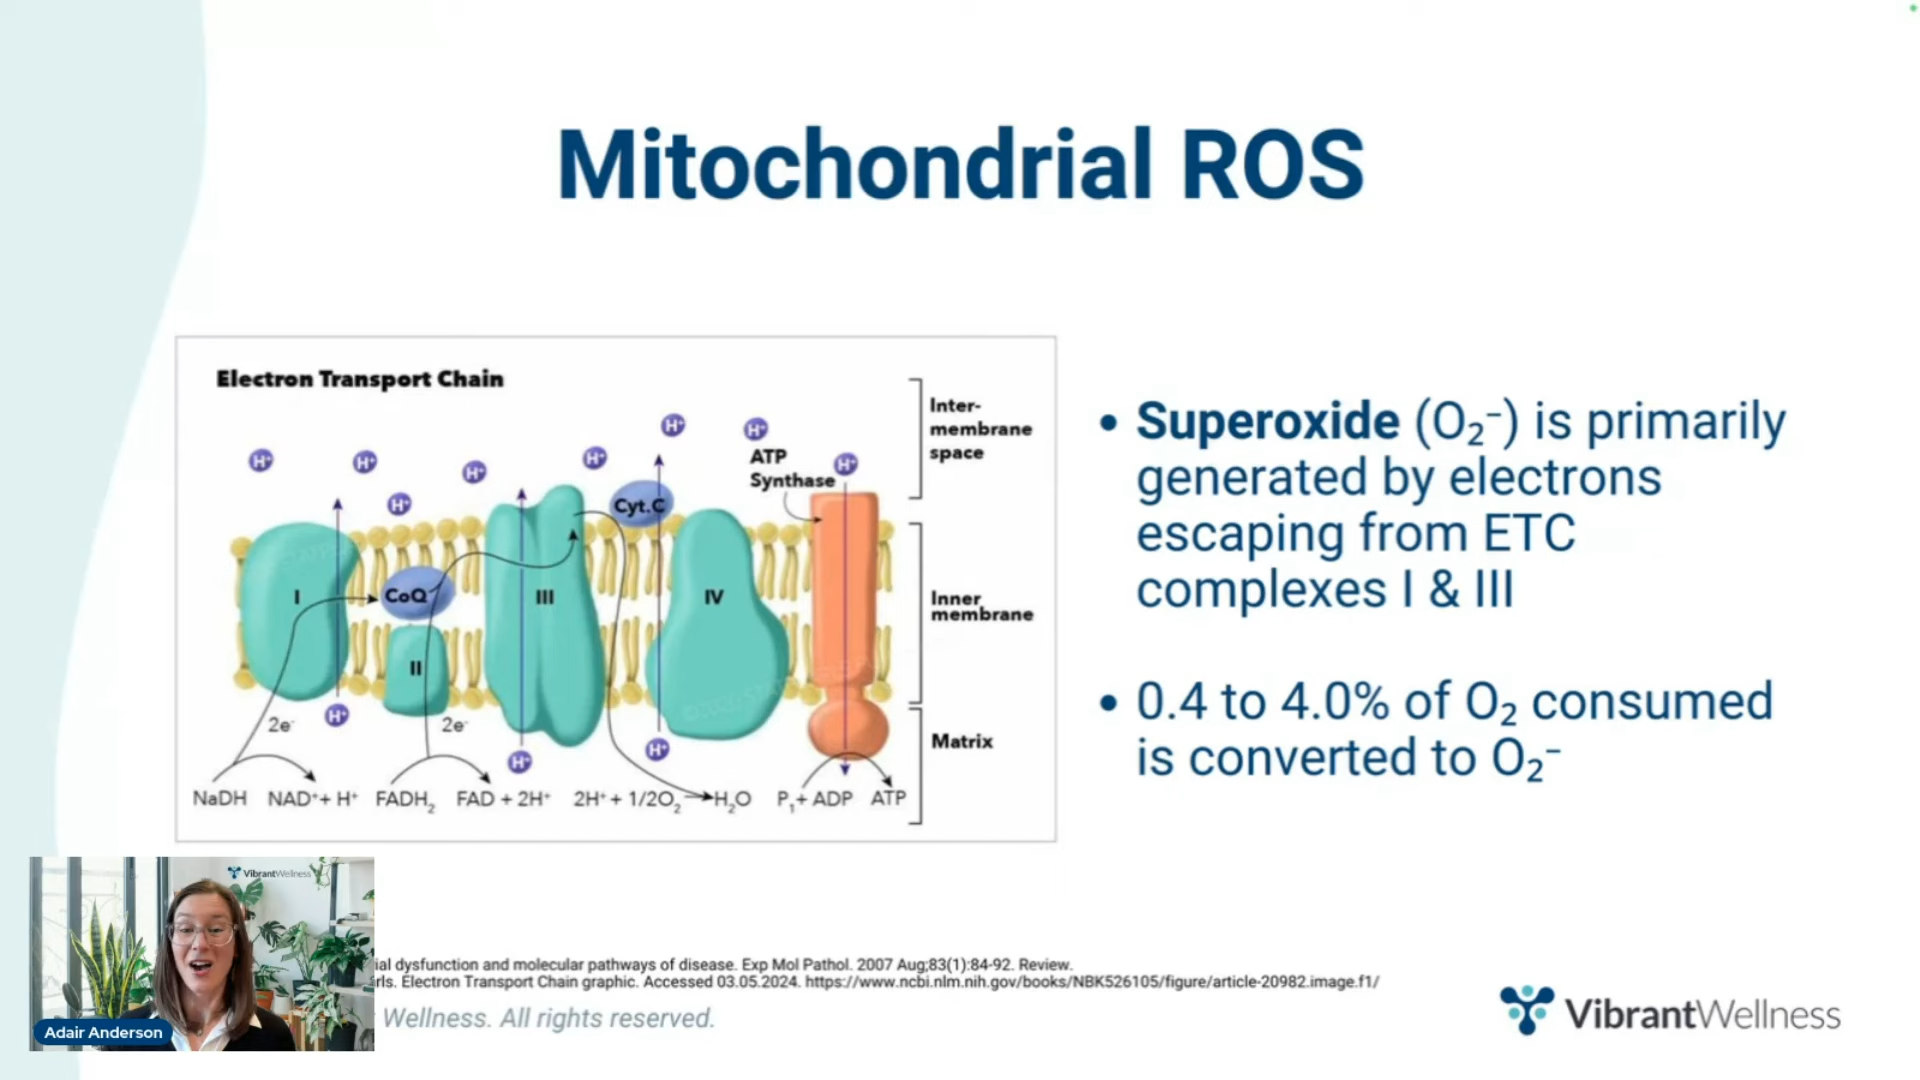 Mitochondrial ROS
Electron Transport Chain
H⁺ H⁺ H⁺ H⁺ H⁺ H⁺ H⁺ H⁺
ATP
Synthase
Inter-
membrane
space
Cyt.C
I
CoQ
II
III
IV
Inner
membrane
2e⁻
2e⁻
H⁺ H⁺ H⁺
Matrix
NaDH NAD⁺+ H⁺ FADH₂ FAD + 2H⁺ 2H⁺ + 1/2O₂ H₂O P₁+ ADP ATP
• Superoxide (O₂⁻) is primarily
generated by electrons
escaping from ETC
complexes I & III
• 0.4 to 4.0% of O₂ consumed
is converted to O₂⁻
VibrantWellness
Adair Anderson
dysfunction and molecular pathways of disease. Exp Mol Pathol. 2007 Aug;83(1):84-92. Review.
Electron Transport Chain graphic. Accessed 03.05.2024. https://www.ncbi.nlm.nih.gov/books/NBK526105/figure/article-20982.image.f1/
Wellness. All rights reserved.
VibrantWellness